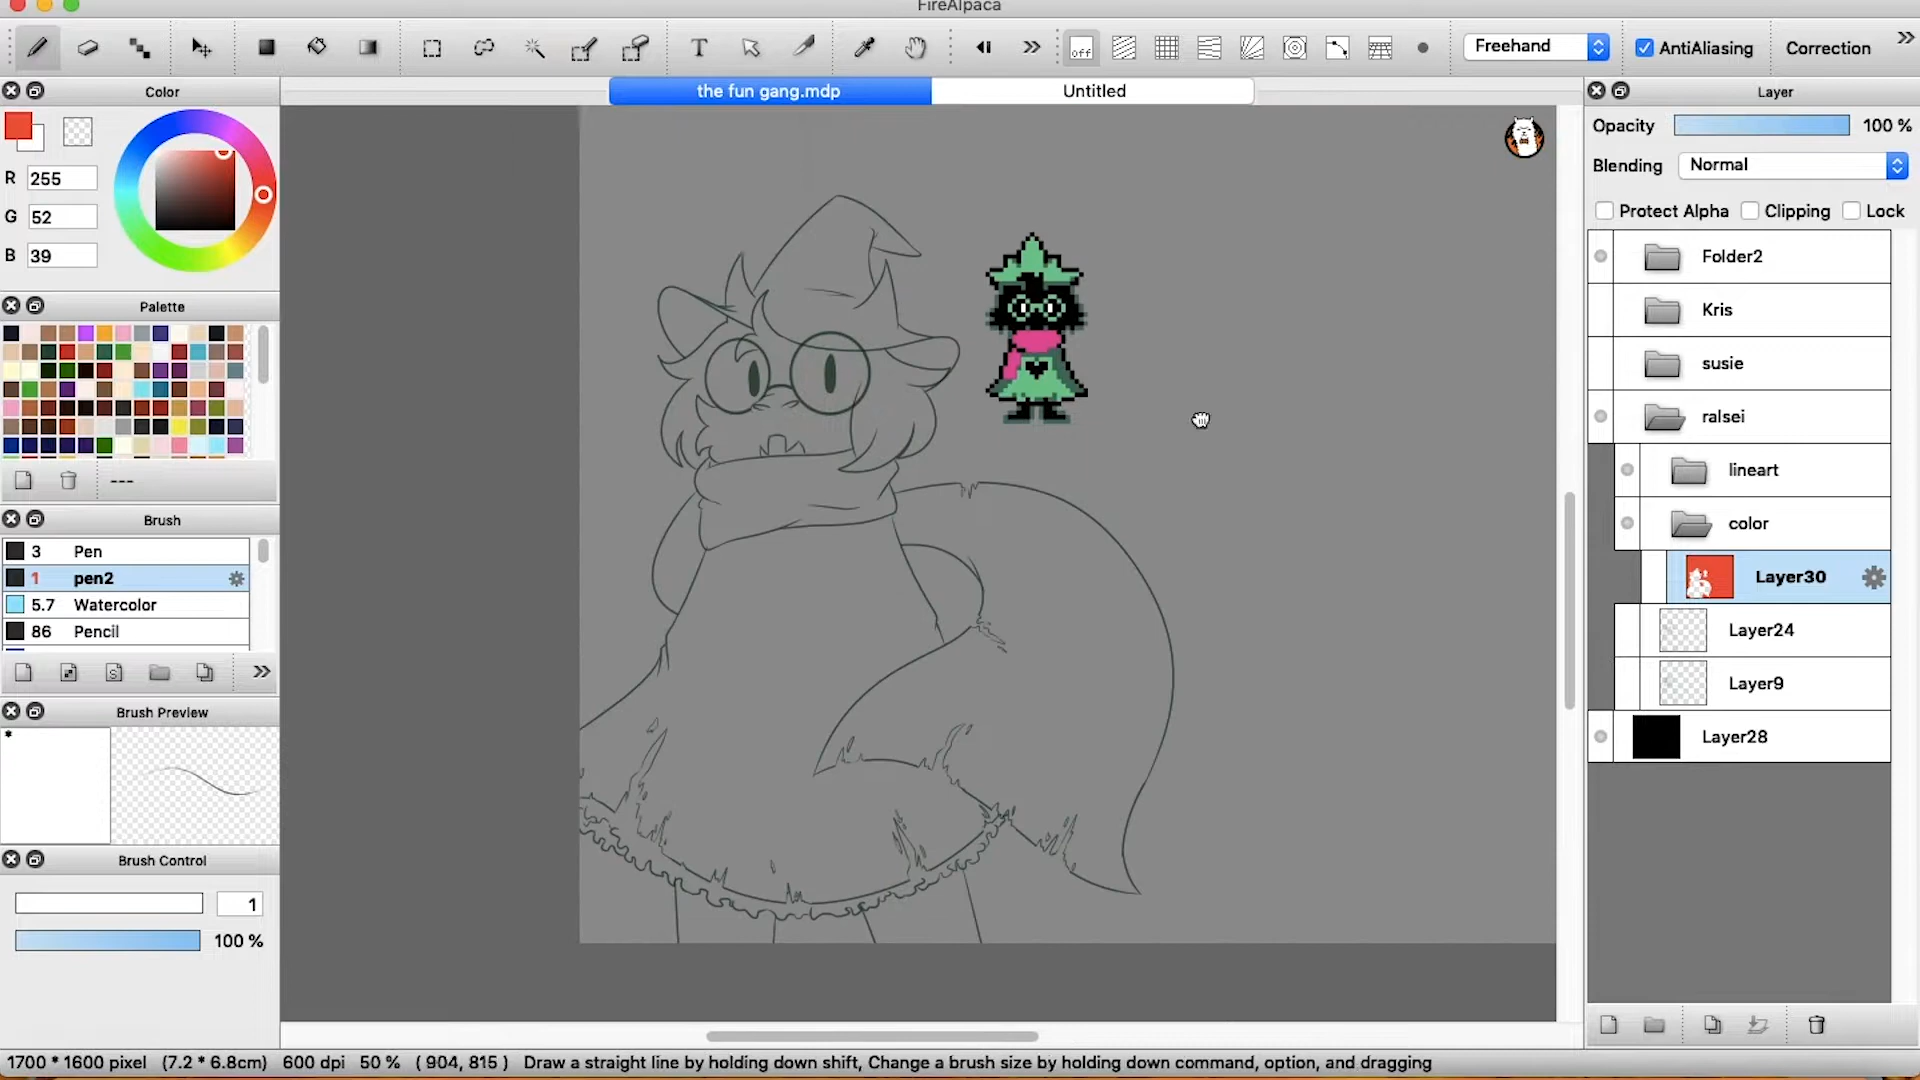 FireAlpaca
off
Freehand
AntiAliasing
Correction
Color
the fun gang.mdp
Untitled
Layer
R 255
G 52
B 39
Opacity 100 %
Blending Normal
Protect Alpha Clipping Lock
Palette
---
Folder2
Kris
susie
ralsei
lineart
color
Layer30
Layer24
Layer9
Layer28
Brush
3 Pen
1 pen2
5.7 Watercolor
86 Pencil
Brush Preview
Brush Control
1
100 %
1700 * 1600 pixel (7.2 * 6.8cm) 600 dpi 50 % ( 904, 815 ) Draw a straight line by holding down shift, Change a brush size by holding down command, option, and dragging